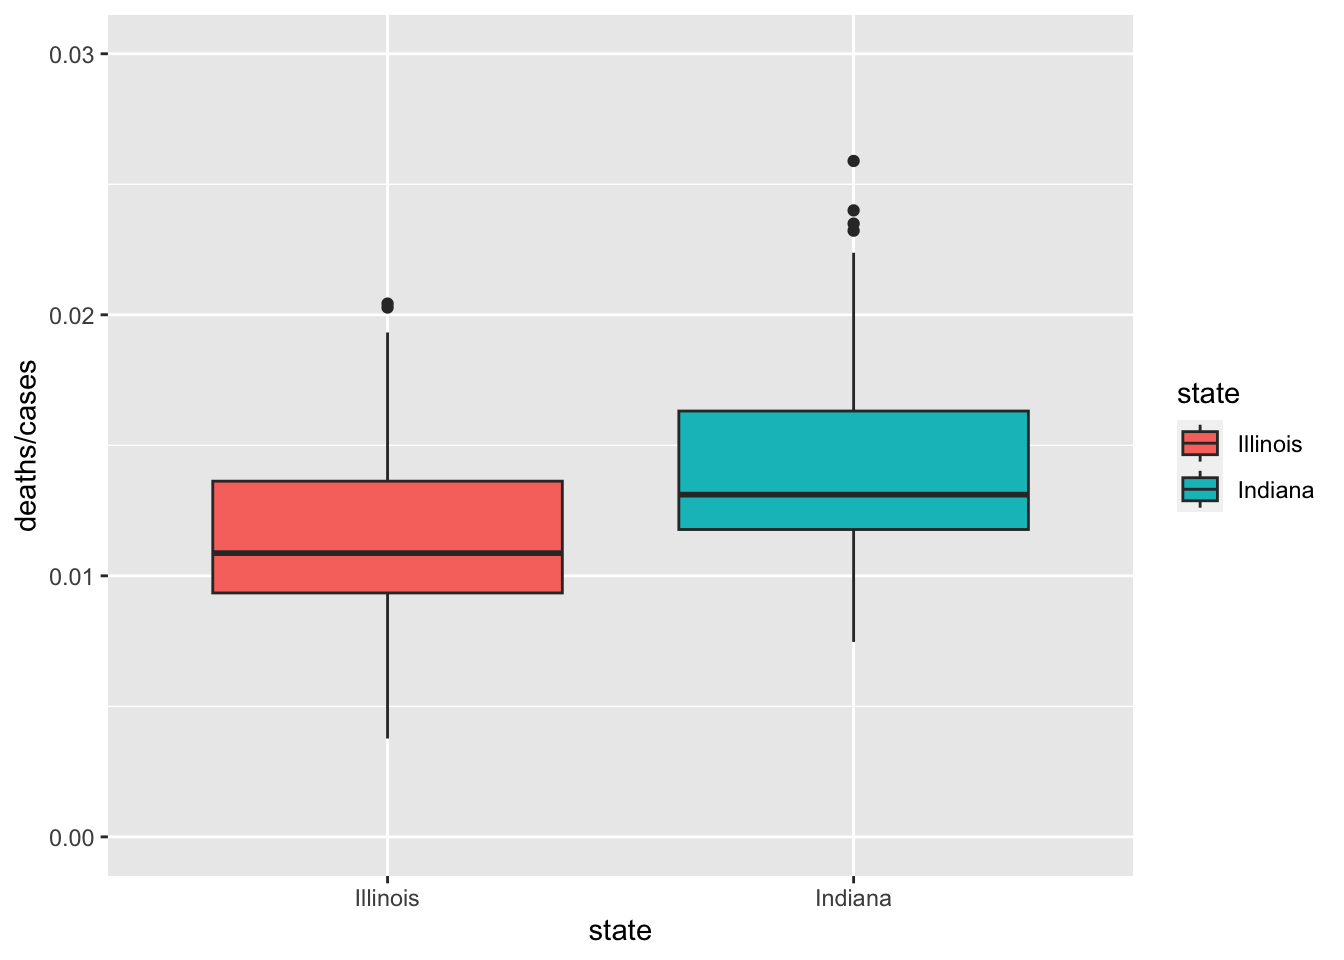 0.03
0.02
0.01
0.00
deaths/cases
Illinois
Indiana
state
state
Illinois
Indiana